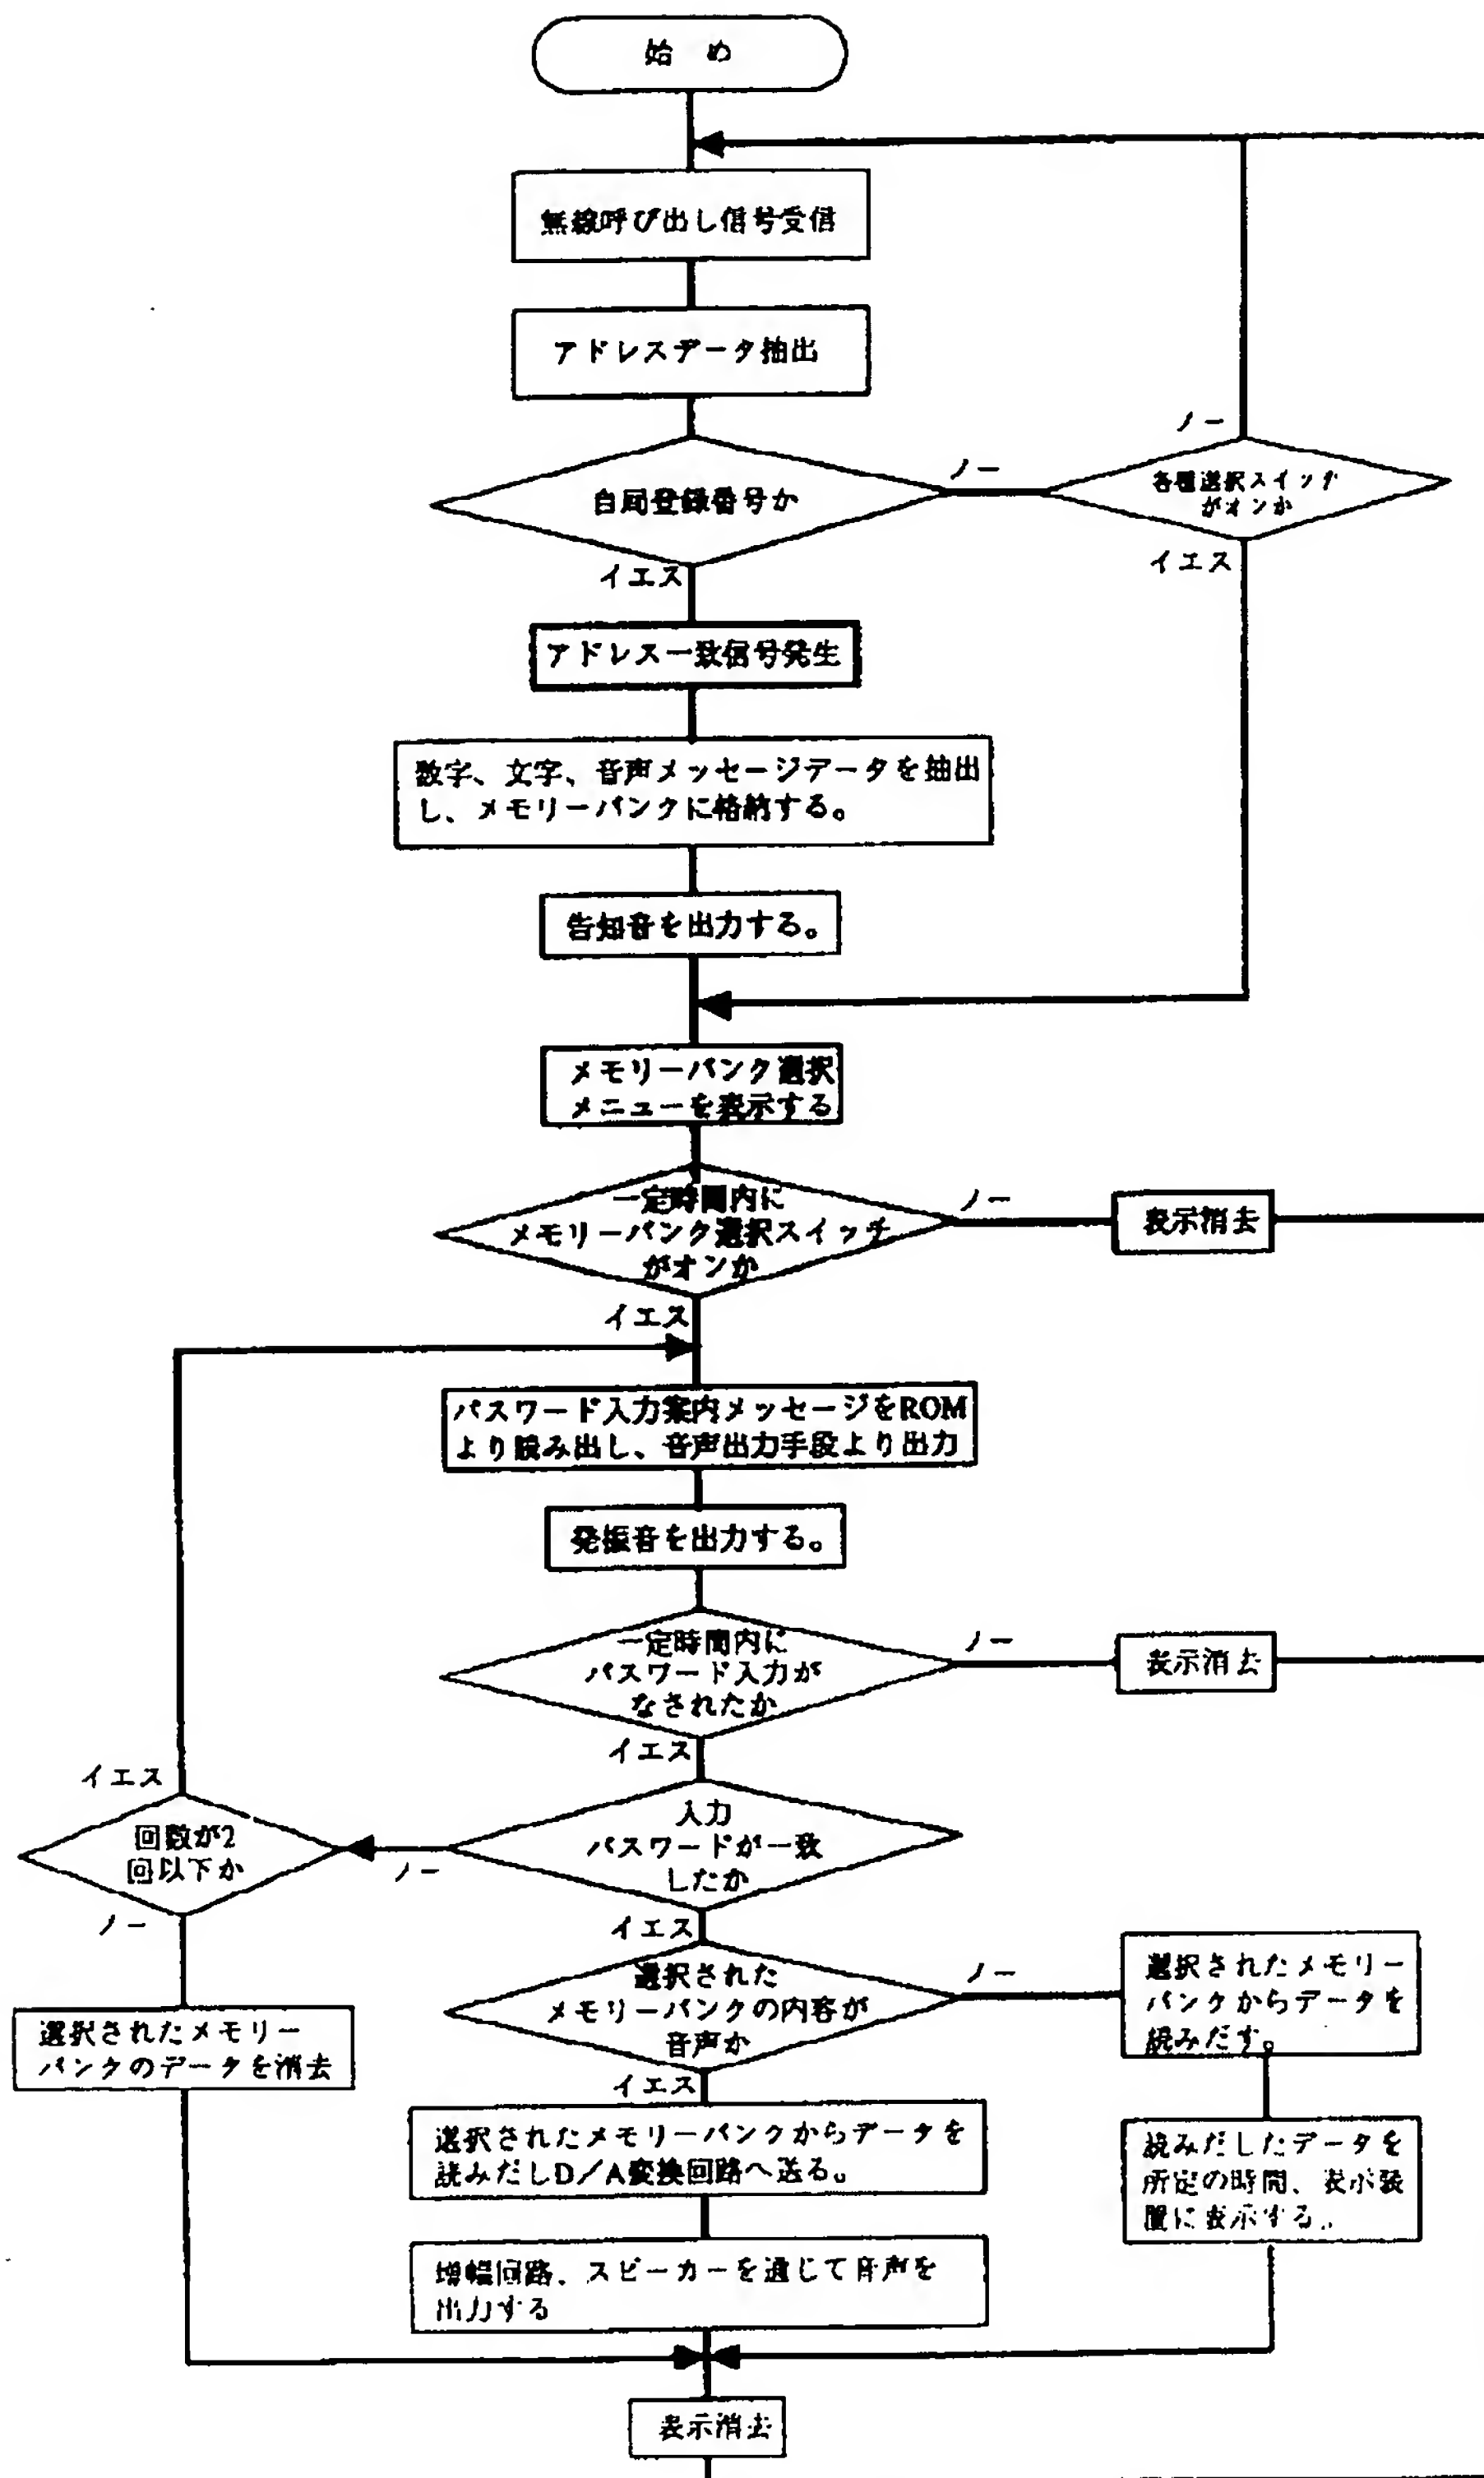 始め
無線呼び出し信号受信
アドレスデータ抽出
自局登録番号か
ノー
各種選択スイッチ
がオンか
ノー
イエス
イエス
アドレス一致信号発生
数字、文字、音声メッセージデータを抽出
し、メモリーバンクに格納する。
告知音を出力する。
メモリーバンク選択
メニューを表示する
一定時間内に
メモリーバンク選択スイッチ
がオンか
ノー
表示消去
イエス
パスワード入力案内メッセージをROM
より読み出し、音声出力手段より出力
発振音を出力する。
一定時間内に
パスワード入力が
なされたか
ノー
表示消去
イエス
入力
パスワードが一致
したか
ノー
回数が2
回以下か
イエス
ノー
選択されたメモリー
バンクのデータを消去
イエス
選択された
メモリーバンクの内容が
音声か
ノー
選択されたメモリー
バンクからデータを
読みだす。
読みだしたデータを
所定の時間、表示装
置に表示する。
イエス
選択されたメモリーバンクからデータを
読みだしD／A変換回路へ送る。
増幅回路、スピーカーを通じて音声を
出力する
表示消去